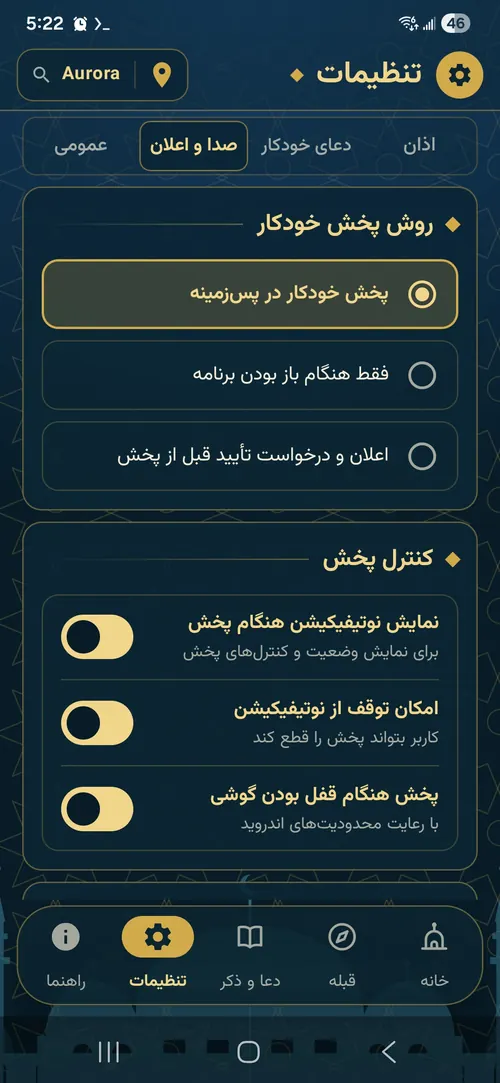 5:22
46
تنظیمات
Aurora
اذان
دعای خودکار
صدا و اعلان
عمومی
روش پخش خودکار
پخش خودکار در پس‌زمینه
فقط هنگام باز بودن برنامه
اعلان و درخواست تأیید قبل از پخش
کنترل پخش
نمایش نوتیفیکیشن هنگام پخش
برای نمایش وضعیت و کنترل‌های پخش
امکان توقف از نوتیفیکیشن
کاربر بتواند پخش را قطع کند
پخش هنگام قفل بودن گوشی
با رعایت محدودیت‌های اندروید
خانه
قبله
دعا و ذکر
تنظیمات
راهنما